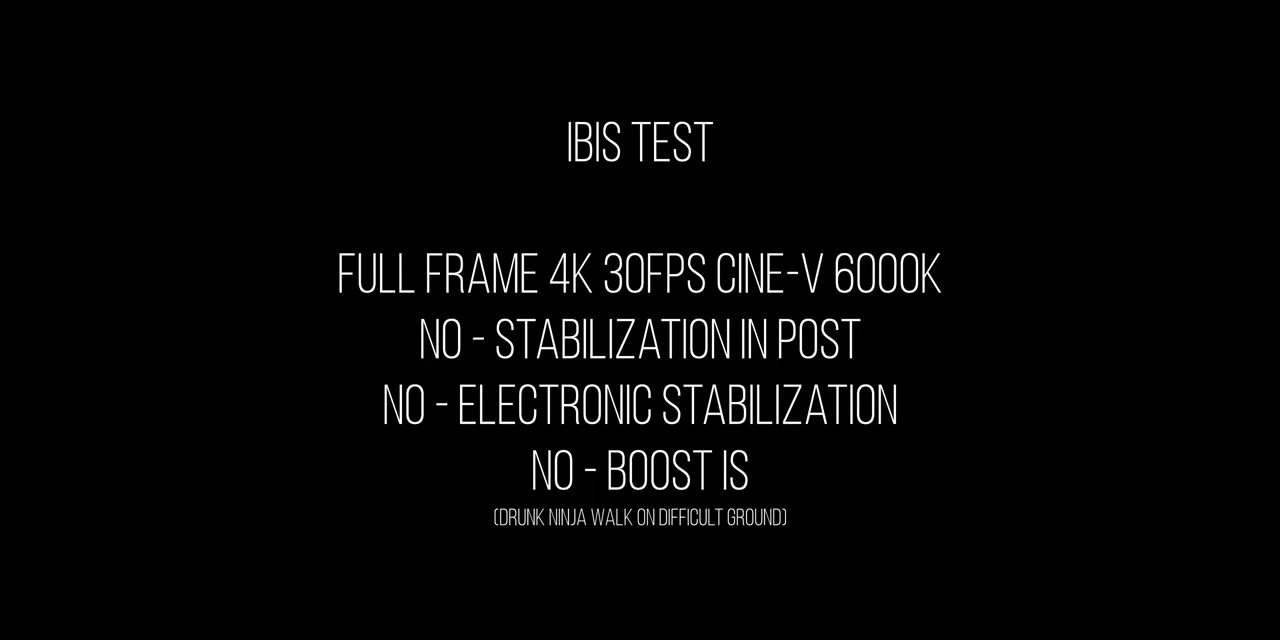 IBIS TEST
FULL FRAME 4K 30FPS CINE-V 6000K
NO - STABILIZATION IN POST
NO - ELECTRONIC STABILIZATION
NO - BOOST IS
(DRUNK NINJA WALK ON DIFFICULT GROUND)